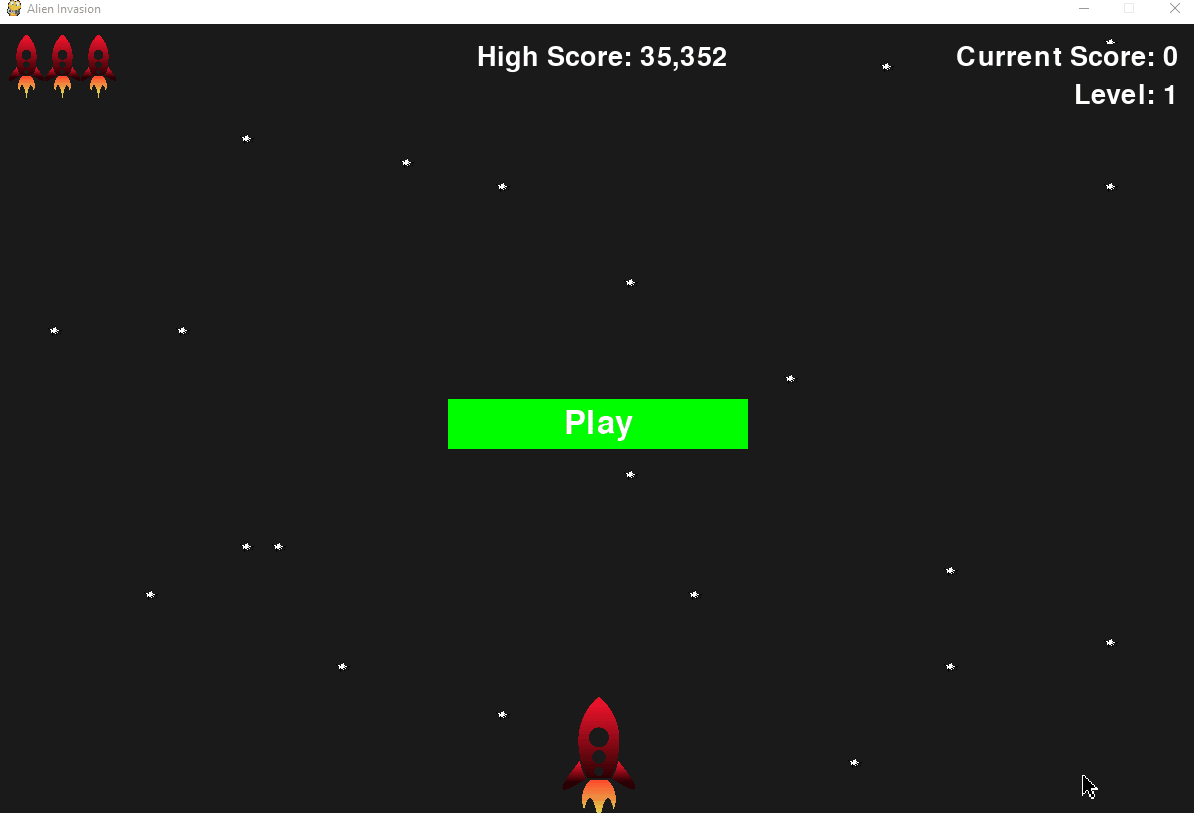 Alien Invasion
High Score: 35,352
Current Score: 0
Level: 1
Play